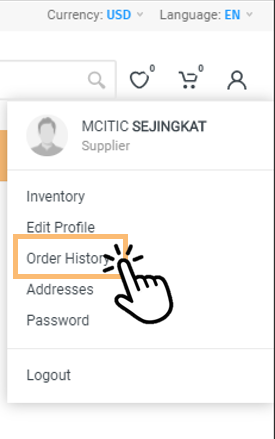 Currency: USD Language: EN
0 0
MCITIC SEJINGKAT
Supplier
Inventory
Edit Profile
Order History
Addresses
Password
Logout